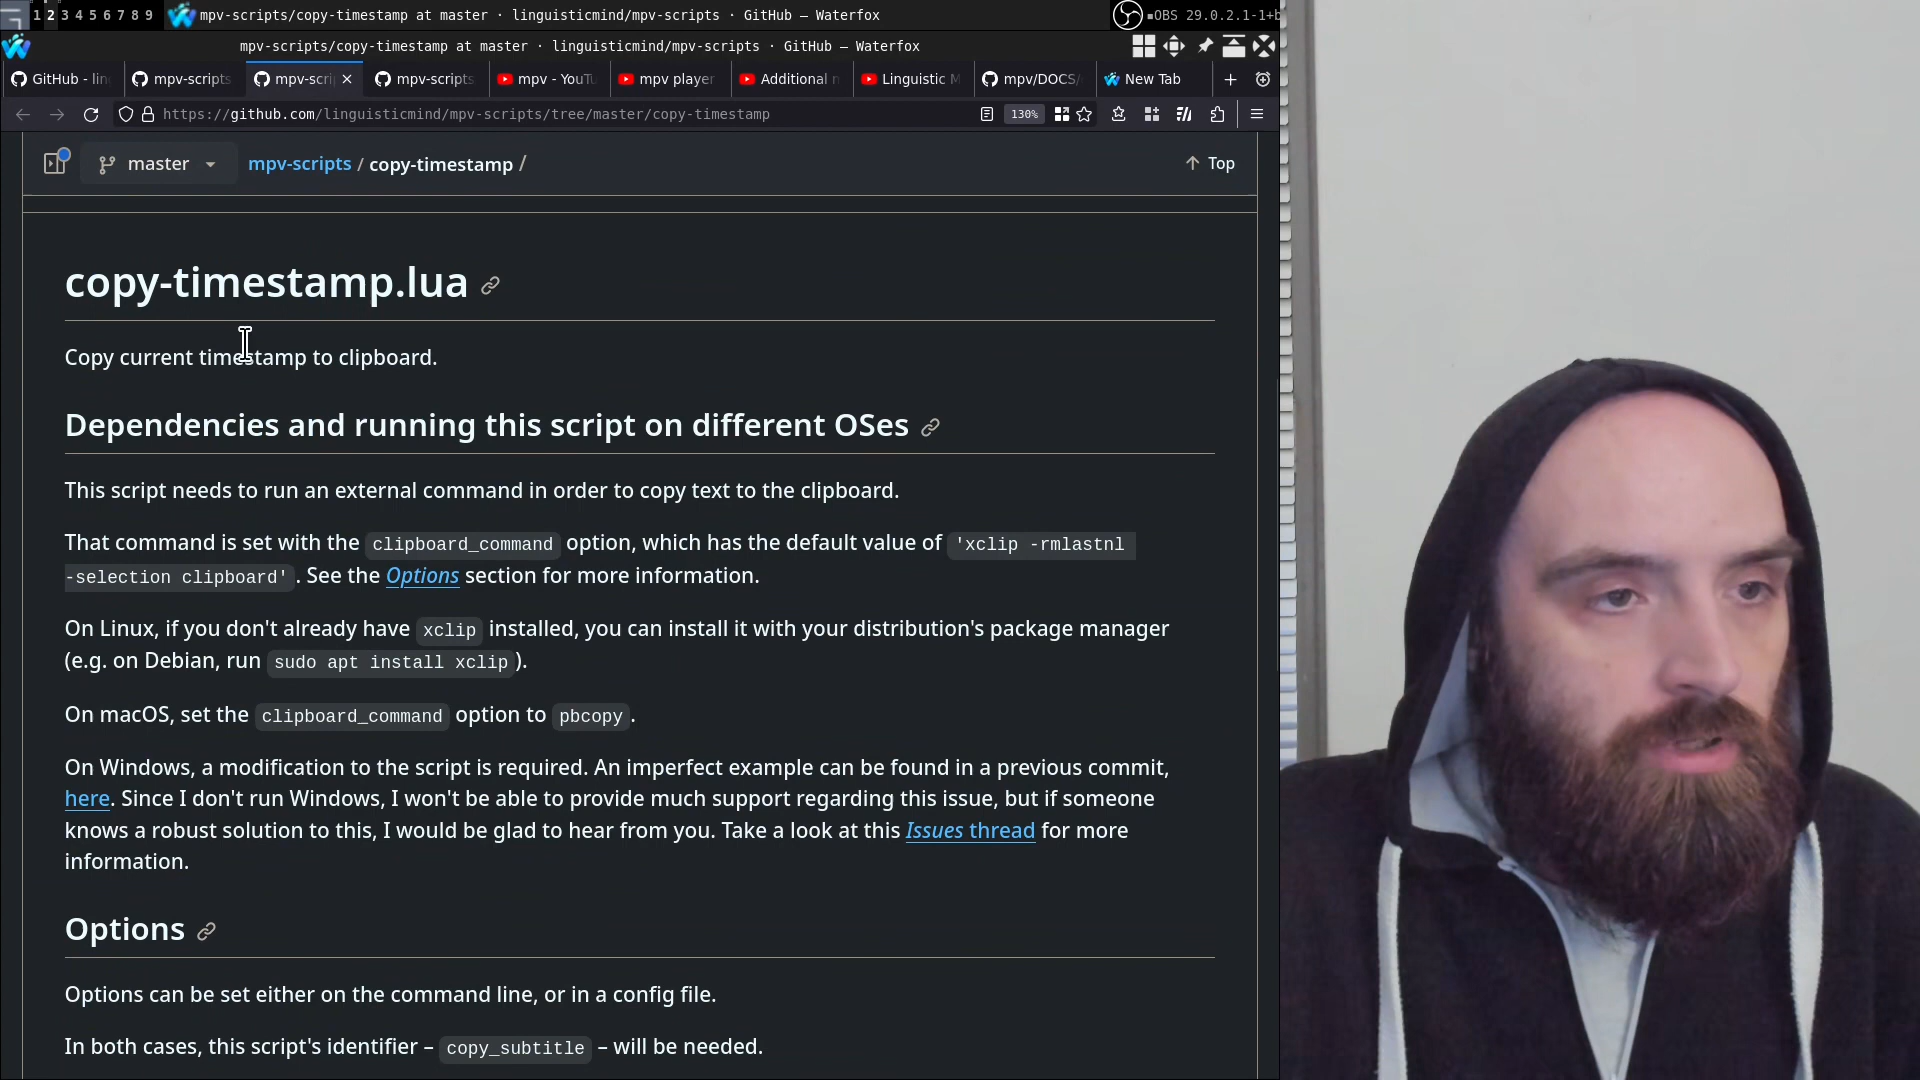 1 2 3 4 5 6 7 8 9
mpv-scripts/copy-timestamp at master · linguisticmind/mpv-scripts · GitHub — Waterfox
OBS 29.0.2.1-1+b
mpv-scripts/copy-timestamp at master · linguisticmind/mpv-scripts · GitHub — Waterfox
GitHub - lin
mpv-scripts
mpv-scri
mpv-scripts
mpv - YouTu
mpv player
Additional
Linguistic M
mpv/DOCS/
New Tab
https://github.com/linguisticmind/mpv-scripts/tree/master/copy-timestamp
130%
master
mpv-scripts / copy-timestamp /
Top
copy-timestamp.lua
Copy current timestamp to clipboard.
Dependencies and running this script on different OSes
This script needs to run an external command in order to copy text to the clipboard.
That command is set with the clipboard_command option, which has the default value of 'xclip -rmlastnl
-selection clipboard'. See the Options section for more information.
On Linux, if you don't already have xclip installed, you can install it with your distribution's package manager
(e.g. on Debian, run sudo apt install xclip).
On macOS, set the clipboard_command option to pbcopy.
On Windows, a modification to the script is required. An imperfect example can be found in a previous commit,
here. Since I don't run Windows, I won't be able to provide much support regarding this issue, but if someone
knows a robust solution to this, I would be glad to hear from you. Take a look at this Issues thread for more
information.
Options
Options can be set either on the command line, or in a config file.
In both cases, this script's identifier – copy_subtitle – will be needed.